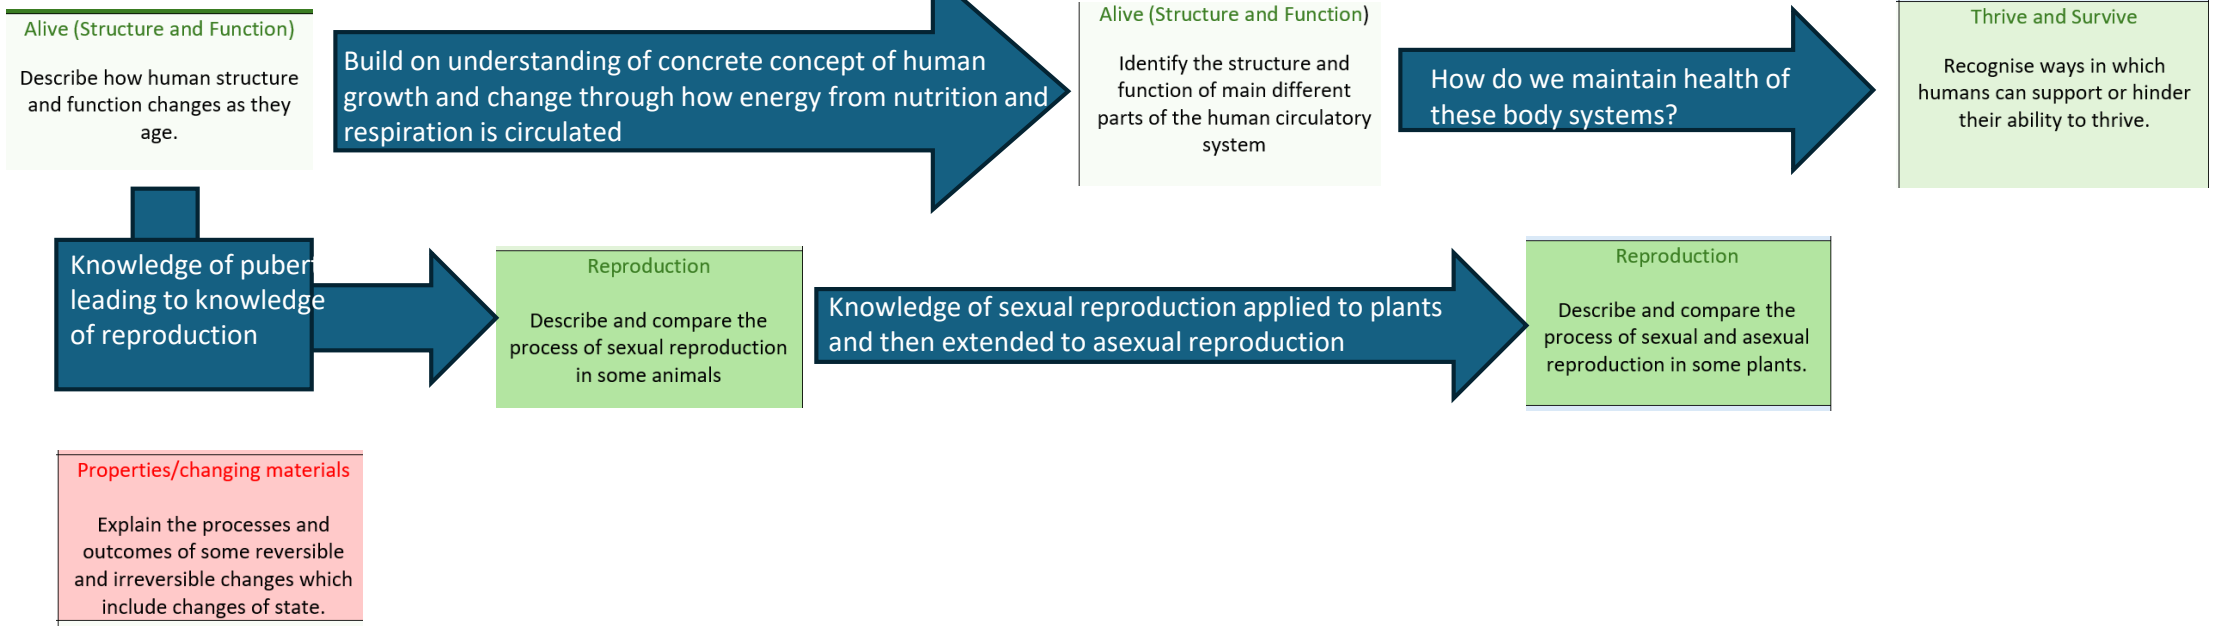 Alive (Structure and Function)
Describe how human structure
and function changes as they
age.
Build on understanding of concrete concept of human
growth and change through how energy from nutrition and
respiration is circulated
Alive (Structure and Function)
Identify the structure and
function of main different
parts of the human circulatory
system
How do we maintain health of
these body systems?
Thrive and Survive
Recognise ways in which
humans can support or hinder
their ability to thrive.
Knowledge of
leading to knowledge
of reproduction
Reproduction
Describe and compare the
process of sexual reproduction
in some animals
Knowledge of sexual reproduction applied to plants
and then extended to asexual reproduction
Reproduction
Describe and compare the
process of sexual and asexual
reproduction in some plants.
Properties/changing materials
Explain the processes and
outcomes of some reversible
and irreversible changes which
include changes of state.